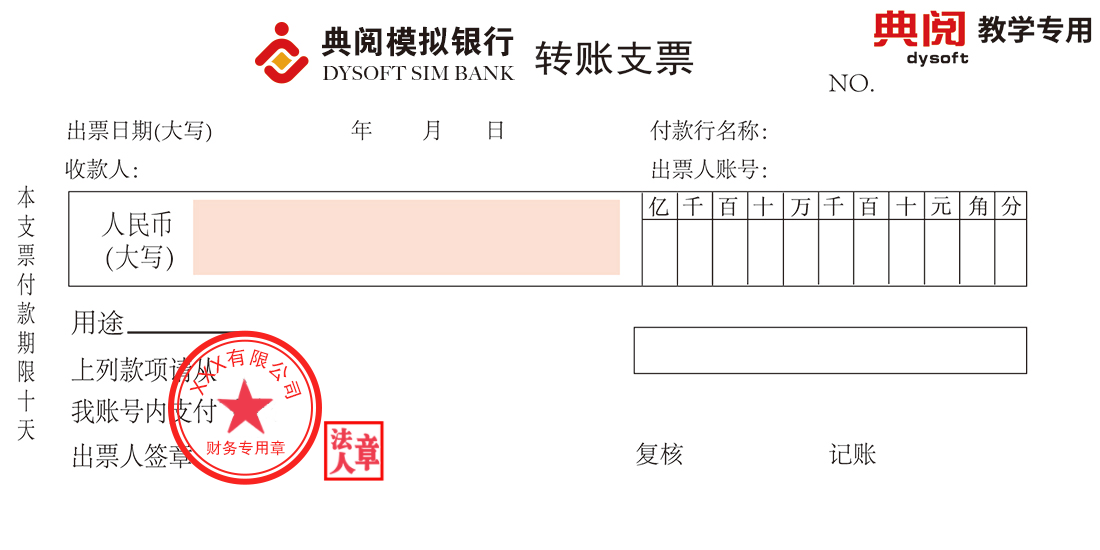 典阅模拟银行
DYSOFT SIM BANK
转账支票
典阅 教学专用
dysoft
NO.
出票日期(大写) 年 月 日 付款行名称:
收款人: 出票人账号:
本支票付款期限十天
人民币
(大写)
亿 千 百 十 万 千 百 十 元 角 分
用途
上列款项请从
我账号内支付
出票人签章
XXX有限公司
财务专用章
法人章
复核 记账